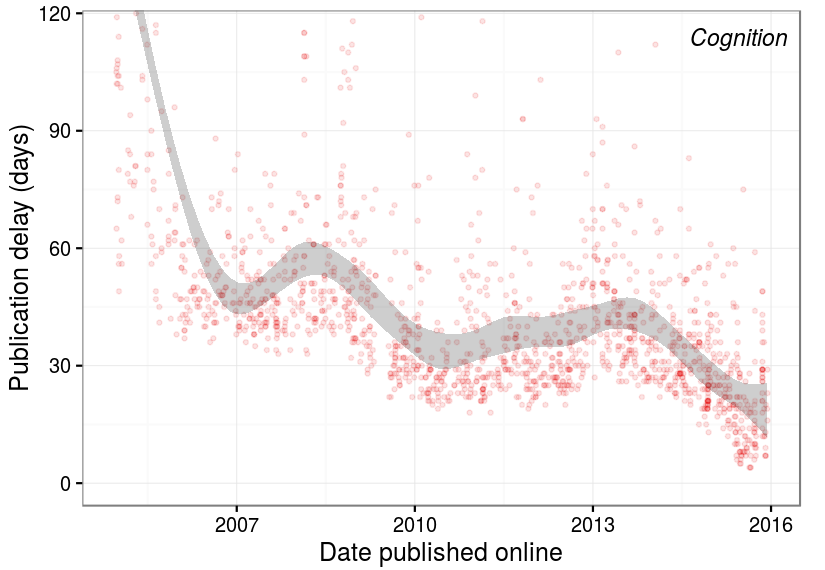 Cognition
120
90
60
30
0
Publication delay (days)
2007 2010 2013 2016
Date published online